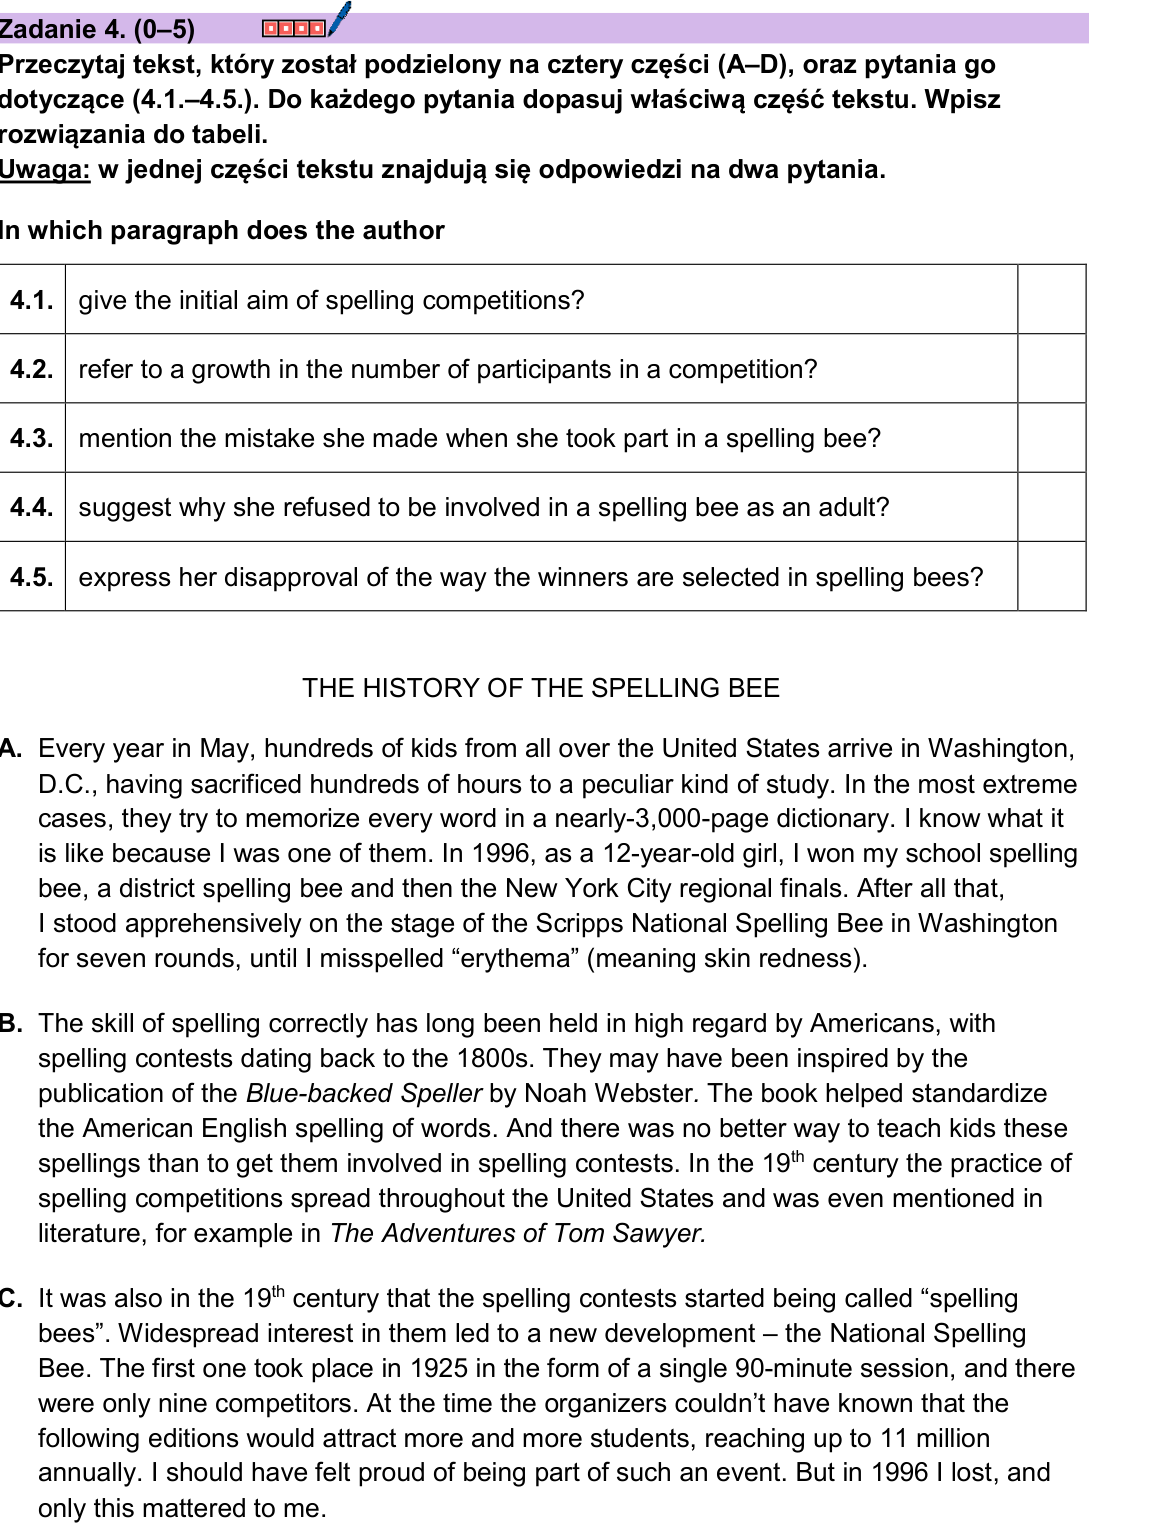 Zadanie 4. (0–5)
Przeczytaj tekst, który został podzielony na cztery części (A–D), oraz pytania go
dotyczące (4.1.–4.5.). Do każdego pytania dopasuj właściwą część tekstu. Wpisz
rozwiązania do tabeli.
Uwaga: w jednej części tekstu znajdują się odpowiedzi na dwa pytania.
In which paragraph does the author
4.1. give the initial aim of spelling competitions?
4.2. refer to a growth in the number of participants in a competition?
4.3. mention the mistake she made when she took part in a spelling bee?
4.4. suggest why she refused to be involved in a spelling bee as an adult?
4.5. express her disapproval of the way the winners are selected in spelling bees?
THE HISTORY OF THE SPELLING BEE
A. Every year in May, hundreds of kids from all over the United States arrive in Washington,
D.C., having sacrificed hundreds of hours to a peculiar kind of study. In the most extreme
cases, they try to memorize every word in a nearly-3,000-page dictionary. I know what it
is like because I was one of them. In 1996, as a 12-year-old girl, I won my school spelling
bee, a district spelling bee and then the New York City regional finals. After all that,
I stood apprehensively on the stage of the Scripps National Spelling Bee in Washington
for seven rounds, until I misspelled “erythema” (meaning skin redness).
B. The skill of spelling correctly has long been held in high regard by Americans, with
spelling contests dating back to the 1800s. They may have been inspired by the
publication of the Blue-backed Speller by Noah Webster. The book helped standardize
the American English spelling of words. And there was no better way to teach kids these
spellings than to get them involved in spelling contests. In the 19th century the practice of
spelling competitions spread throughout the United States and was even mentioned in
literature, for example in The Adventures of Tom Sawyer.
C. It was also in the 19th century that the spelling contests started being called “spelling
bees”. Widespread interest in them led to a new development – the National Spelling
Bee. The first one took place in 1925 in the form of a single 90-minute session, and there
were only nine competitors. At the time the organizers couldn’t have known that the
following editions would attract more and more students, reaching up to 11 million
annually. I should have felt proud of being part of such an event. But in 1996 I lost, and
only this mattered to me.